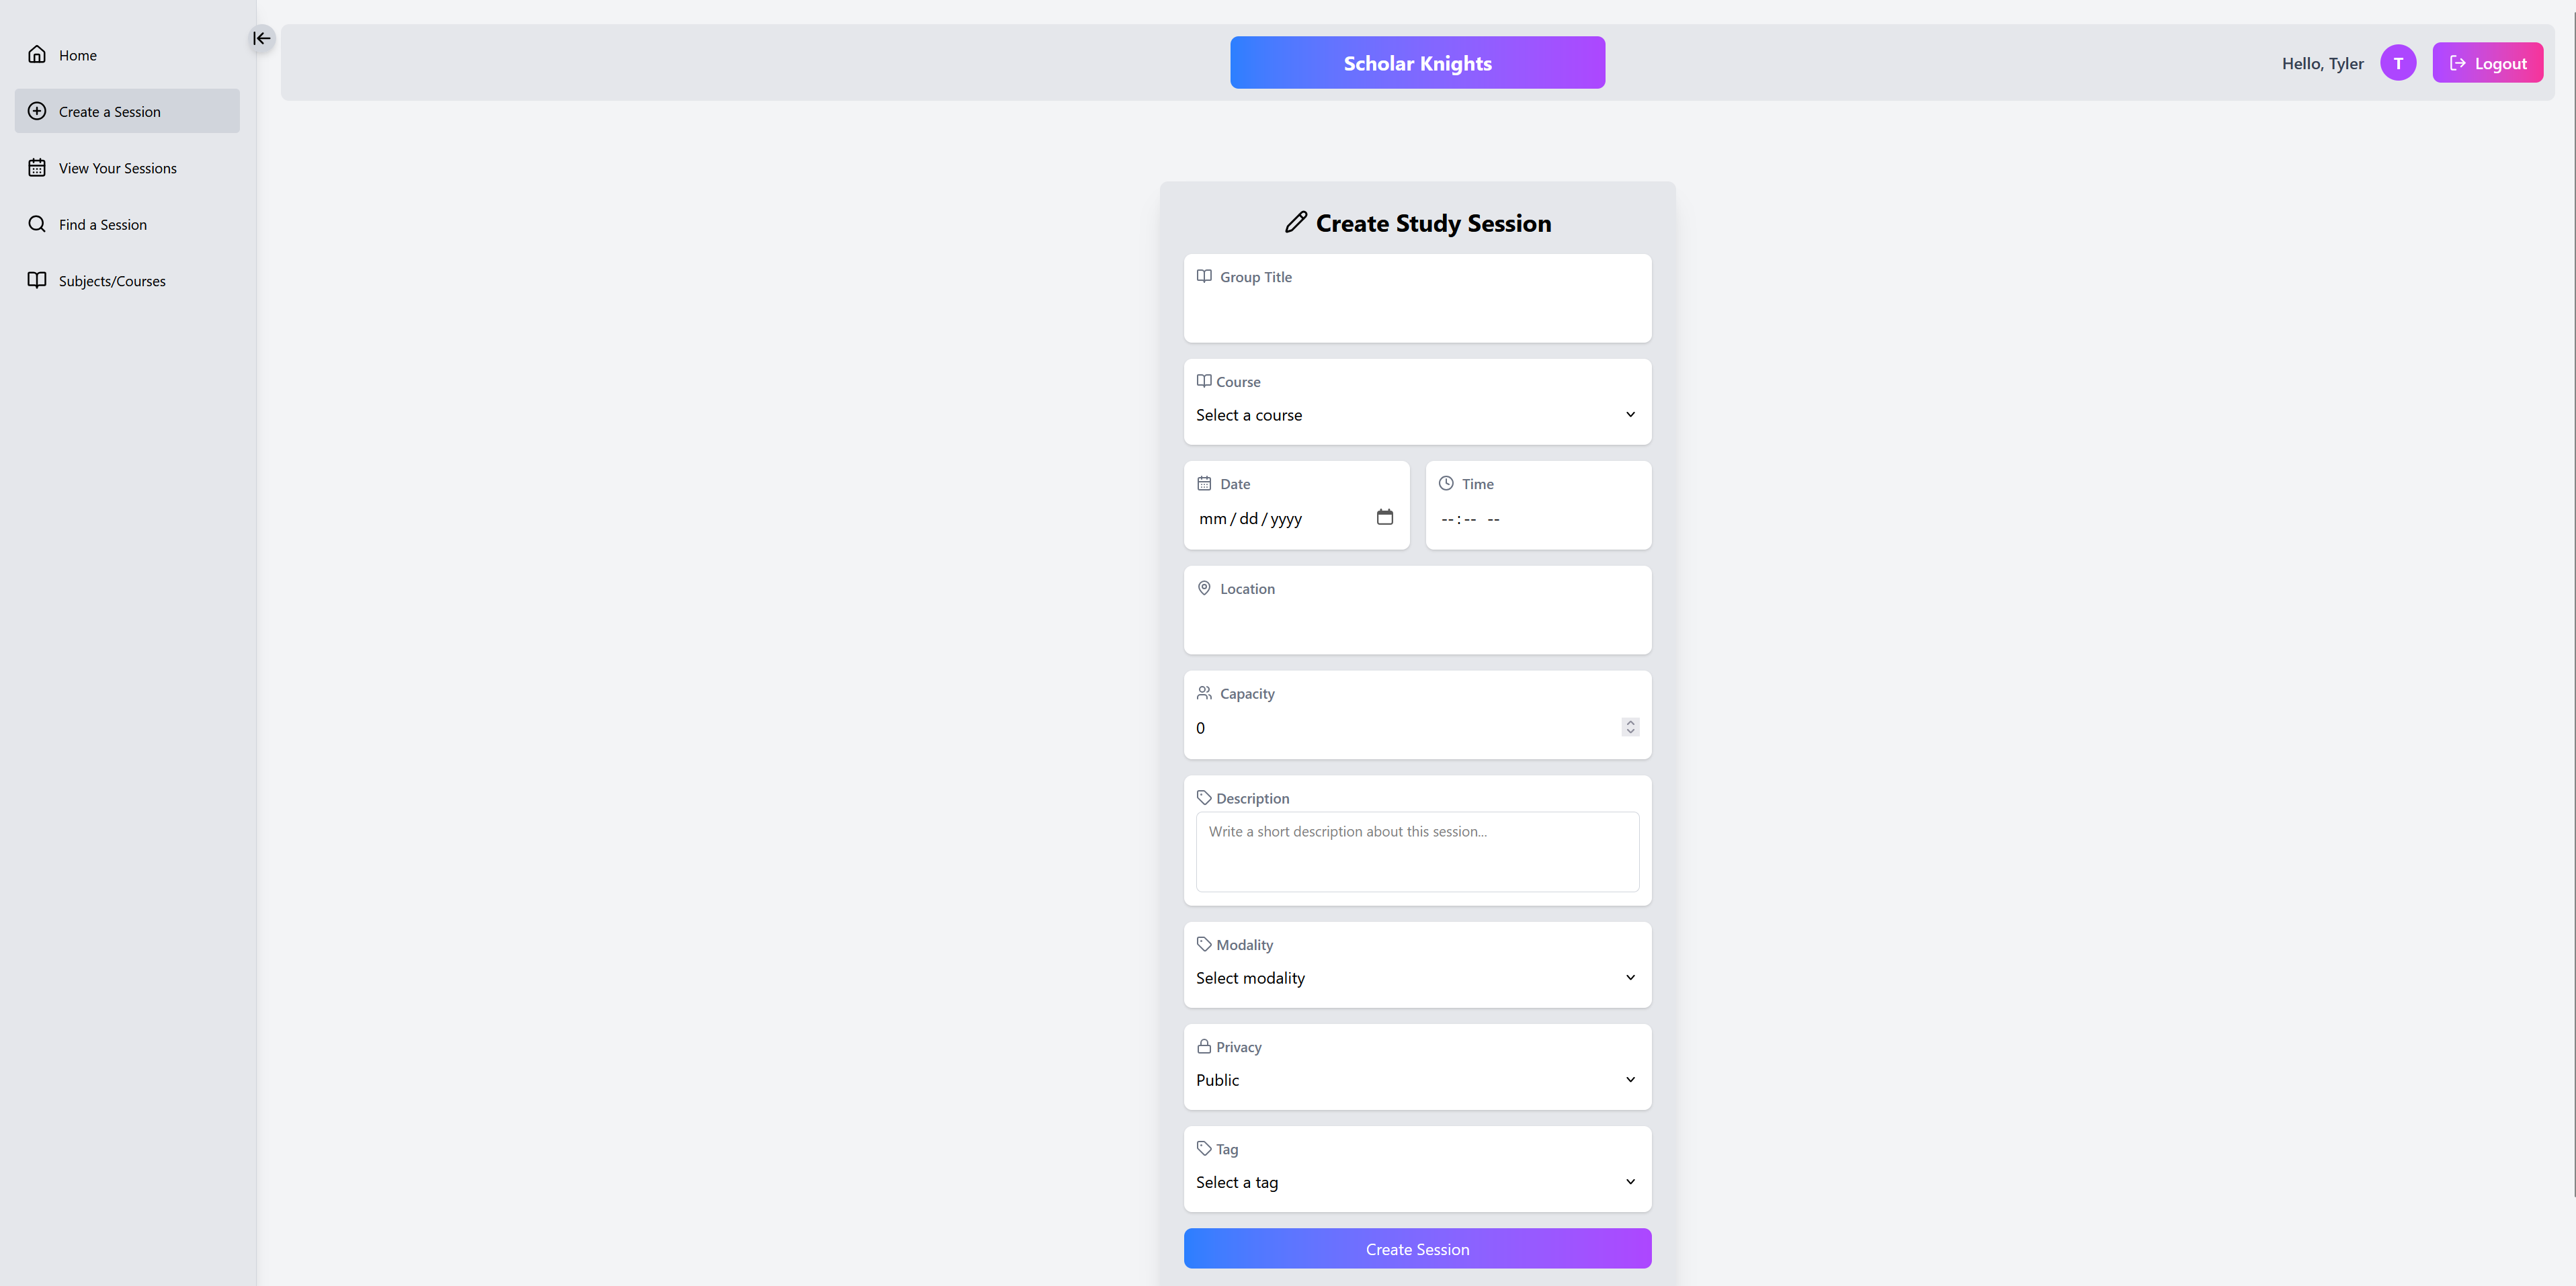 Home
Create a Session
View Your Sessions
Find a Session
Subjects/Courses
Scholar Knights
Hello, Tyler
T
Logout
Create Study Session
Group Title
Course
Select a course
Date
mm/dd/yyyy
Time
--:-- --
Location
Capacity
0
Description
Write a short description about this session...
Modality
Select modality
Privacy
Public
Tag
Select a tag
Create Session